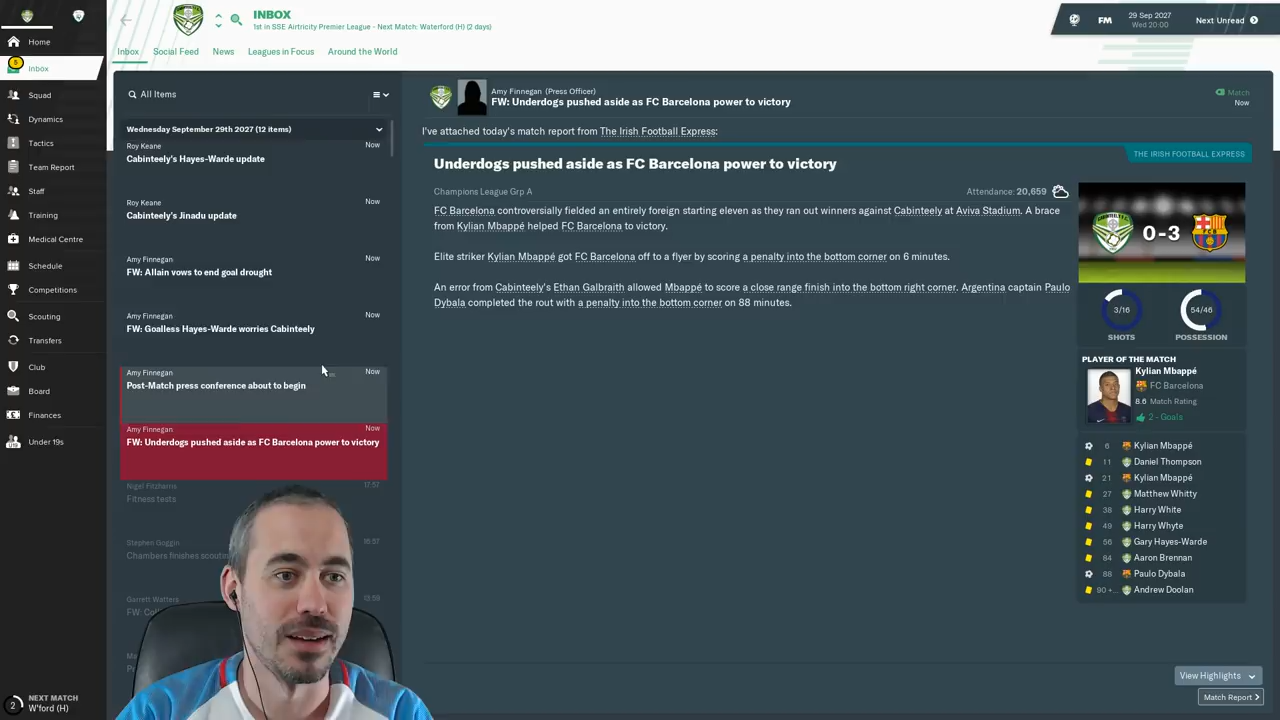 INBOX
1st in SSE Airtricity Premier League - Next Match: Waterford (H) (2 days)
FM
29 Sep 2027
Wed 20:00
Next Unread
Home
5
Inbox
Squad
Dynamics
Tactics
Team Report
Staff
Training
Medical Centre
Schedule
Competitions
Scouting
Transfers
Club
Board
Finances
Under 19s
2
NEXT MATCH
W'ford (H)
Inbox
Social Feed
News
Leagues in Focus
Around the World
All Items
Wednesday September 29th 2027 (12 items)
Roy Keane
Now
Cabinteely's Hayes-Warde update
Roy Keane
Now
Cabinteely's Jinadu update
Amy Finnegan
Now
FW: Allain vows to end goal drought
Amy Finnegan
Now
FW: Goalless Hayes-Warde worries Cabinteely
Amy Finnegan
Now
Post-Match press conference about to begin
Amy Finnegan
Now
FW: Underdogs pushed aside as FC Barcelona power to victory
Nigel Fitzharris
17:57
Fitness tests
Stephen Goggin
Chambers finishes scouting
Garrett Watters
13:59
Amy Finnegan (Press Officer)
FW: Underdogs pushed aside as FC Barcelona power to victory
Match
Now
I've attached today's match report from The Irish Football Express:
THE IRISH FOOTBALL EXPRESS
Underdogs pushed aside as FC Barcelona power to victory
Champions League Grp A
Attendance: 20,659
FC Barcelona controversially fielded an entirely foreign starting eleven as they ran out winners against Cabinteely at Aviva Stadium. A brace
from Kylian Mbappé helped FC Barcelona to victory.
Elite striker Kylian Mbappé got FC Barcelona off to a flyer by scoring a penalty into the bottom corner on 6 minutes.
An error from Cabinteely's Ethan Galbraith allowed Mbappé to score a close range finish into the bottom right corner. Argentina captain Paulo
Dybala completed the rout with a penalty into the bottom corner on 88 minutes.
0-3
3/16
SHOTS
54/46
POSSESSION
PLAYER OF THE MATCH
Kylian Mbappé
FC Barcelona
8.6 Match Rating
2 - Goals
6 Kylian Mbappé
11 Daniel Thompson
21 Kylian Mbappé
27 Matthew Whitty
38 Harry White
49 Harry Whyte
56 Gary Hayes-Warde
64 Aaron Brennan
88 Paulo Dybala
90 +... Andrew Doolan
View Highlights
Match Report